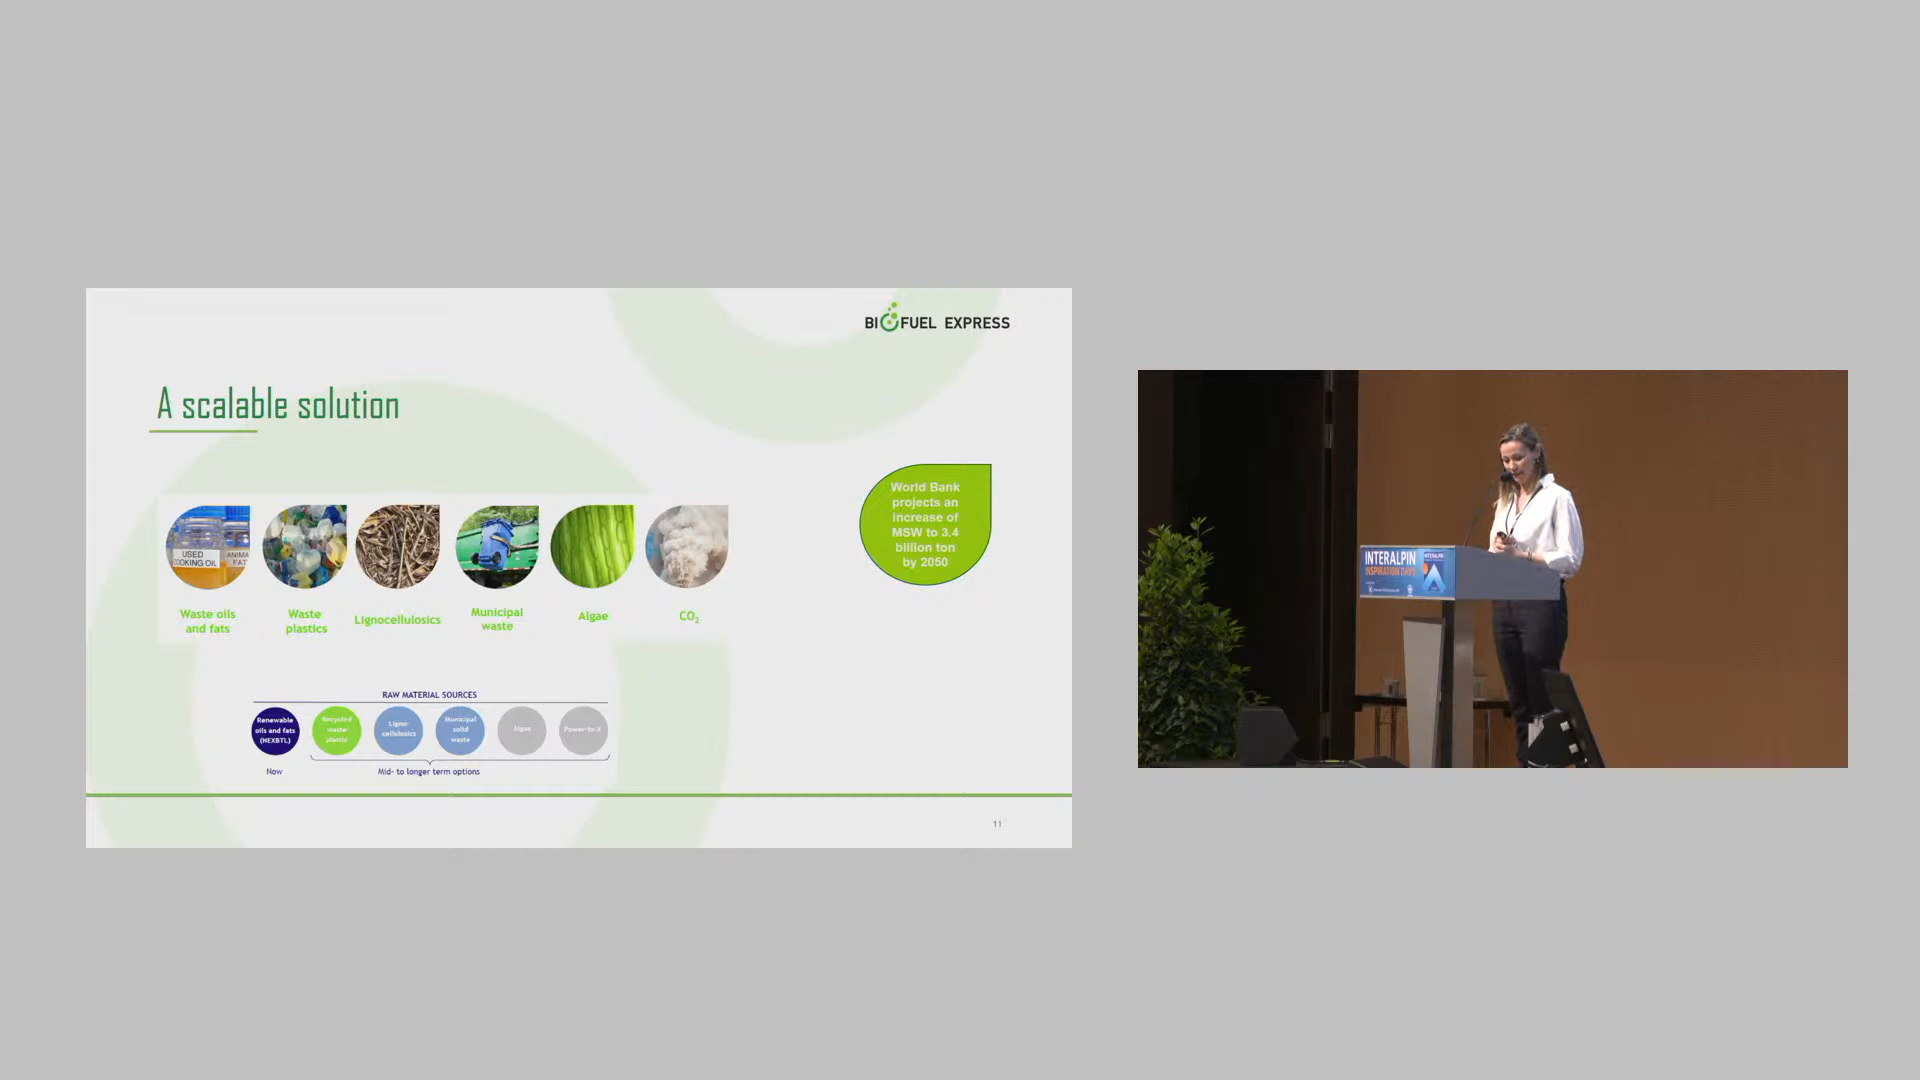 BIOFUEL EXPRESS
A scalable solution
World Bank
projects an
increase of
MSW to 3.4
billion ton
by 2050
USED
COOKING OIL
ANIMA
FAT
Waste oils
and fats
Waste
plastics
Lignocellulosics
Municipal
waste
Algae
CO₂
RAW MATERIAL SOURCES
Renewable
oils and fats
(NEXBTL)
Recycled
waste
plastic
Ligno-
cellulosics
Municipal
solid
waste
Algae
Power-to-X
Now
Mid- to longer term options
11
INTERALPIN
INSPIRATION DAYS